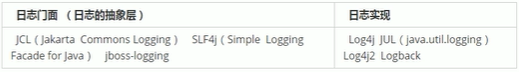 日志门面 （日志的抽象层）
日志实现
JCL（Jakarta Commons Logging） SLF4j（Simple Logging
Facade for Java） jboss-logging
Log4j JUL（java.util.logging）
Log4j2 Logback